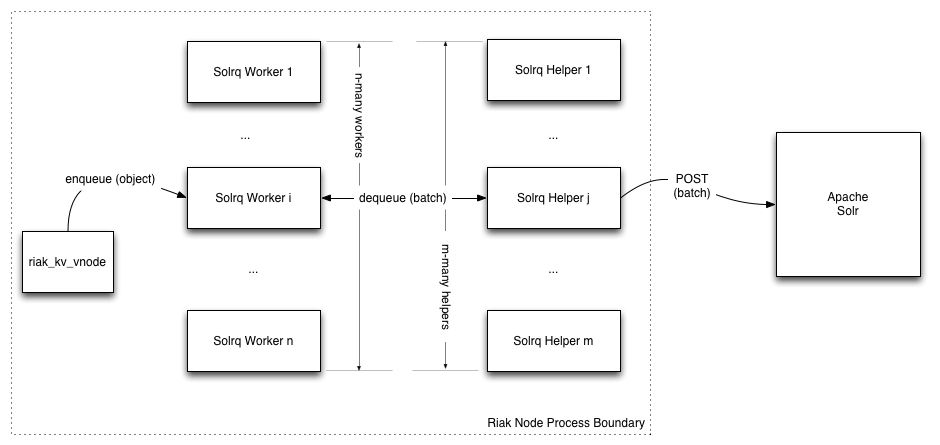 Solrq Worker 1
Solrq Helper 1
n-many workers
...
...
enqueue (object)
Solrq Worker i
dequeue (batch)
Solrq Helper j
POST
(batch)
Apache
Solr
riak_kv_vnode
m-many helpers
...
...
Solrq Worker n
Solrq Helper m
Riak Node Process Boundary